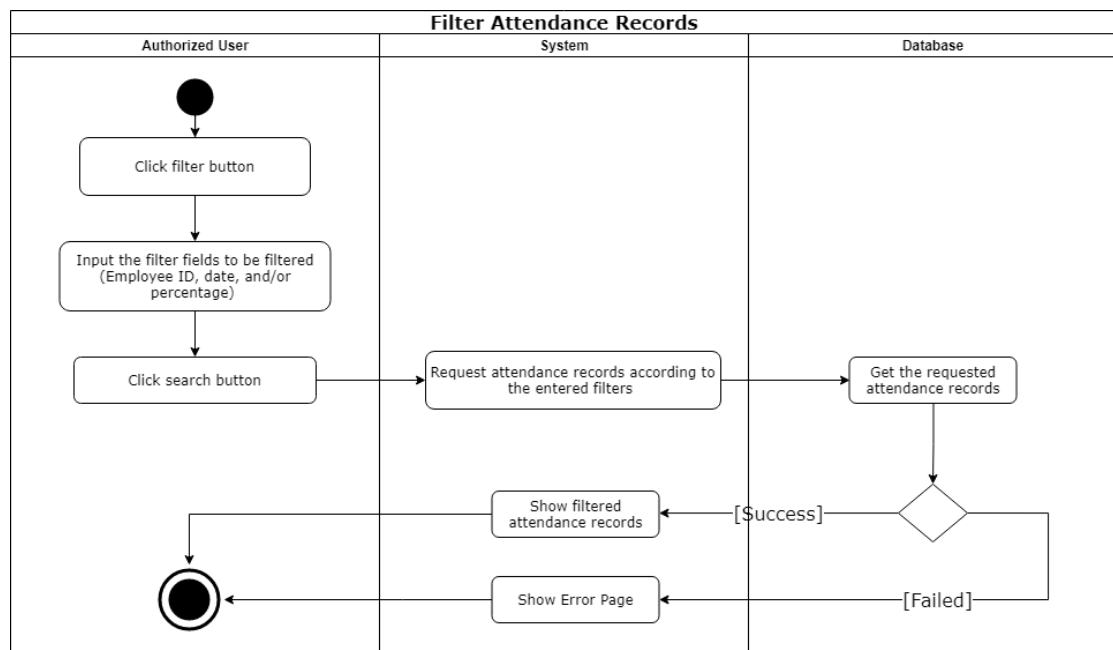 Filter Attendance Records
Authorized User
System
Database
Click filter button
Input the filter fields to be filtered
(Employee ID, date, and/or
percentage)
Click search button
Request attendance records according to
the entered filters
Get the requested
attendance records
Show filtered
attendance records
[Success]
Show Error Page
[Failed]